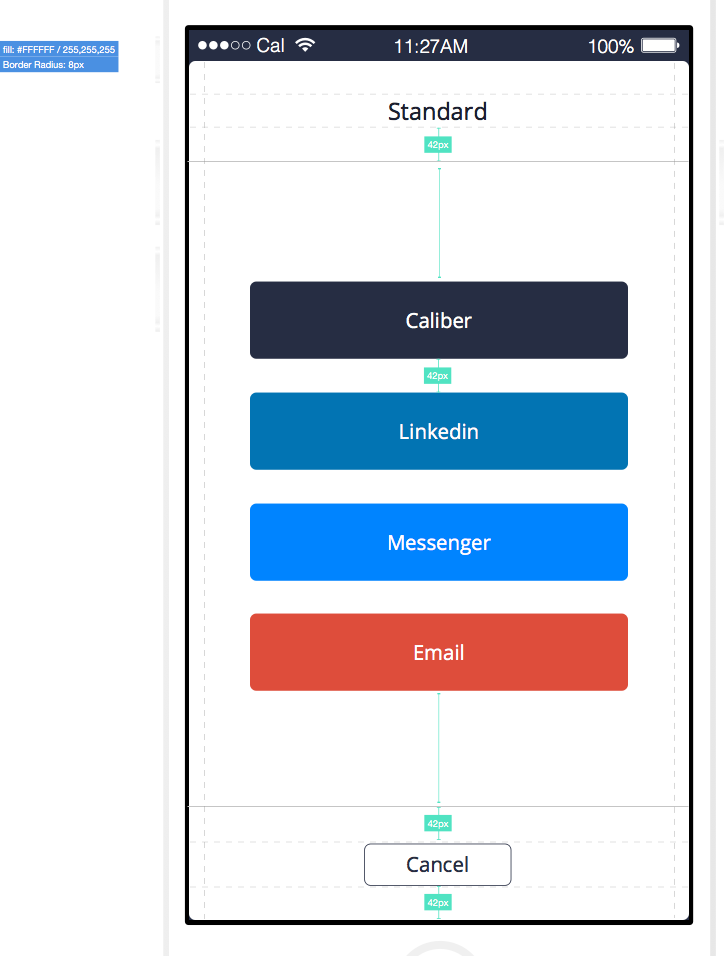 fill: #FFFFFF / 255,255,255
Border Radius: 8px
Cal 11:27AM 100%
Standard
42px
Caliber
42px
Linkedin
Messenger
Email
42px
Cancel
42px